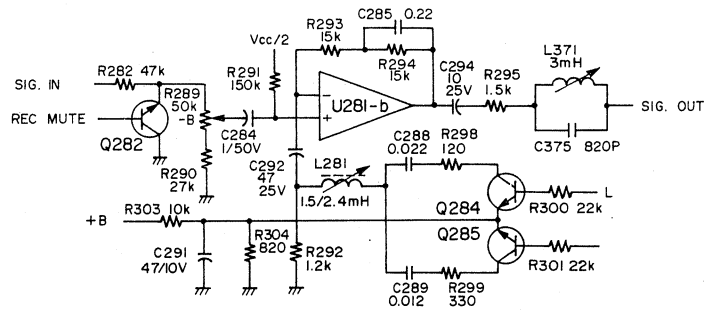 C285 0.22
R293
15k
Vcc/2
R294
15k
R282 47k
R291
150k
C294
10
25V
R295
1.5k
L371
3mH
SIG. IN
R289
50k
-B
- 
U281-b
+
SIG. OUT
REC MUTE
Q282
C284
1/50V
C288
0.022
R298
120
C375 820P
R290
27k
C292
47
25V
L281
1.5/2.4mH
Q284
L
R300 22k
+B
R303 10k
Q285
C291
47/10V
R304
820
R292
1.2k
R301 22k
C289
0.012
R299
330